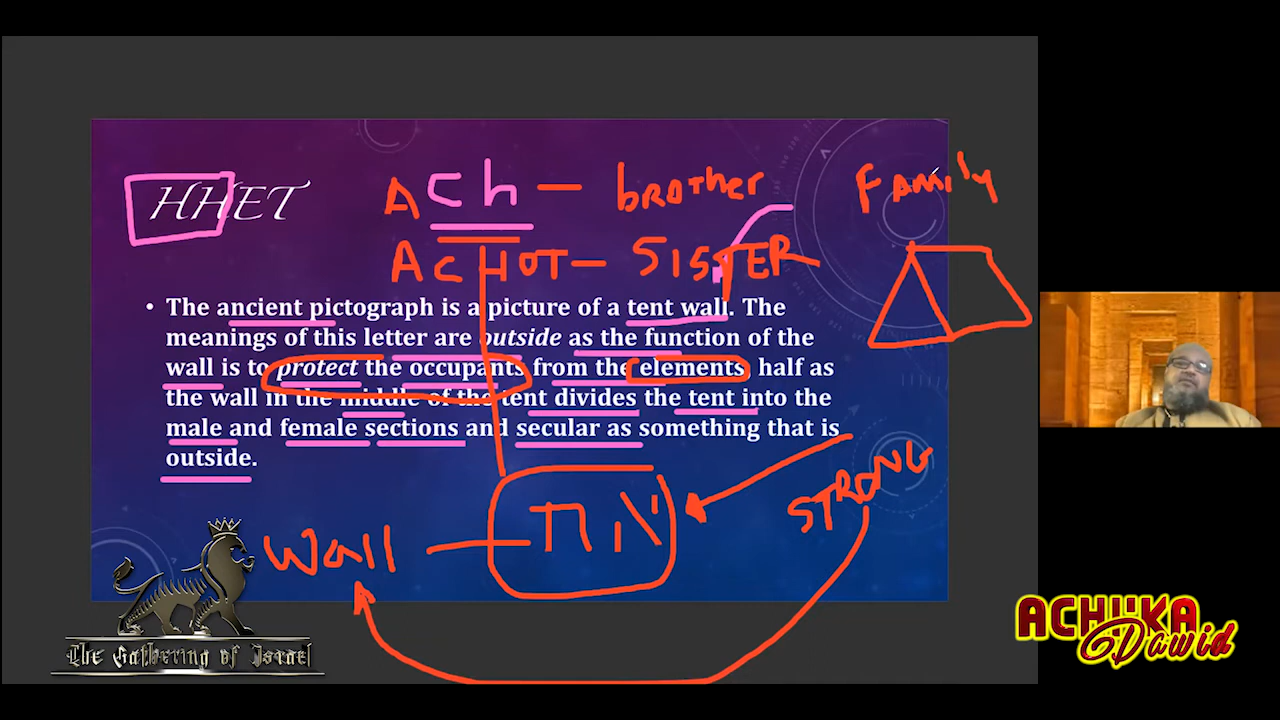 HHET
ACh – brother
Family
ACHOT – SISTER
• The ancient pictograph is a picture of a tent wall. The
meanings of this letter are outside as the function of the
wall is to protect the occupants from the elements, half as
the wall in the middle of the tent divides the tent into the
male and female sections and secular as something that is
outside.
STRONG
Wall – אח
The Gathering of Israel
ACHIKA
Dawid